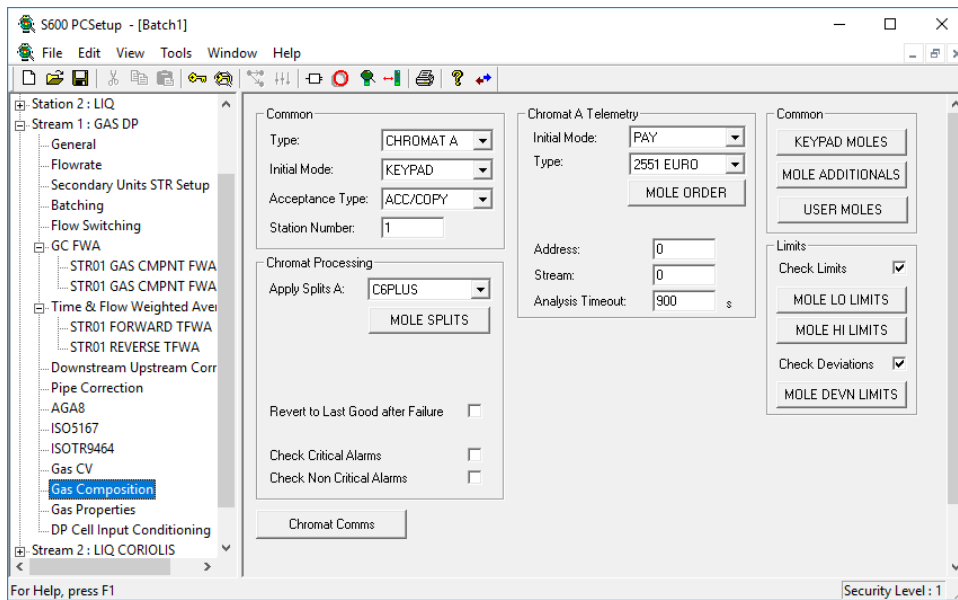 S600 PCSetup - [Batch1]
File Edit View Tools Window Help
Station 2 : LIQ
Stream 1 : GAS DP
General
Flowrate
Secondary Units STR Setup
Batching
Flow Switching
GC FWA
STR01 GAS CMPNT FWA
STR01 GAS CMPNT FWA
Time & Flow Weighted Aver
STR01 FORWARD TFWA
STR01 REVERSE TFWA
Downstream Upstream Corr
Pipe Correction
AGA8
ISO5167
ISOTR9464
Gas CV
Gas Composition
Gas Properties
DP Cell Input Conditioning
Stream 2 : LIQ CORIOLIS
Common
Type: CHROMAT A
Initial Mode: KEYPAD
Acceptance Type: ACC/COPY
Station Number: 1
Chromat Processing
Apply Splits A: C6PLUS
MOLE SPLITS
Revert to Last Good after Failure
Check Critical Alarms
Check Non Critical Alarms
Chromat Comms
Chromat A Telemetry
Initial Mode: PAY
Type: 2551 EURO
MOLE ORDER
Address: 0
Stream: 0
Analysis Timeout: 900 s
Common
KEYPAD MOLES
MOLE ADDITIONALS
USER MOLES
Limits
Check Limits
MOLE LO LIMITS
MOLE HI LIMITS
Check Deviations
MOLE DEVN LIMITS
For Help, press F1
Security Level : 1